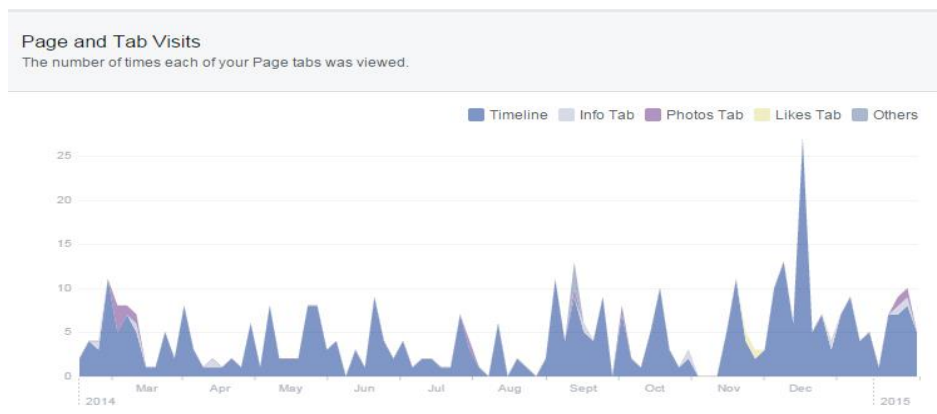 Page and Tab Visits
The number of times each of your Page tabs was viewed.
Timeline Info Tab Photos Tab Likes Tab Others
25
20
15
10
5
0
Mar Apr May Jun Jul Aug Sept Oct Nov Dec
2014 2015